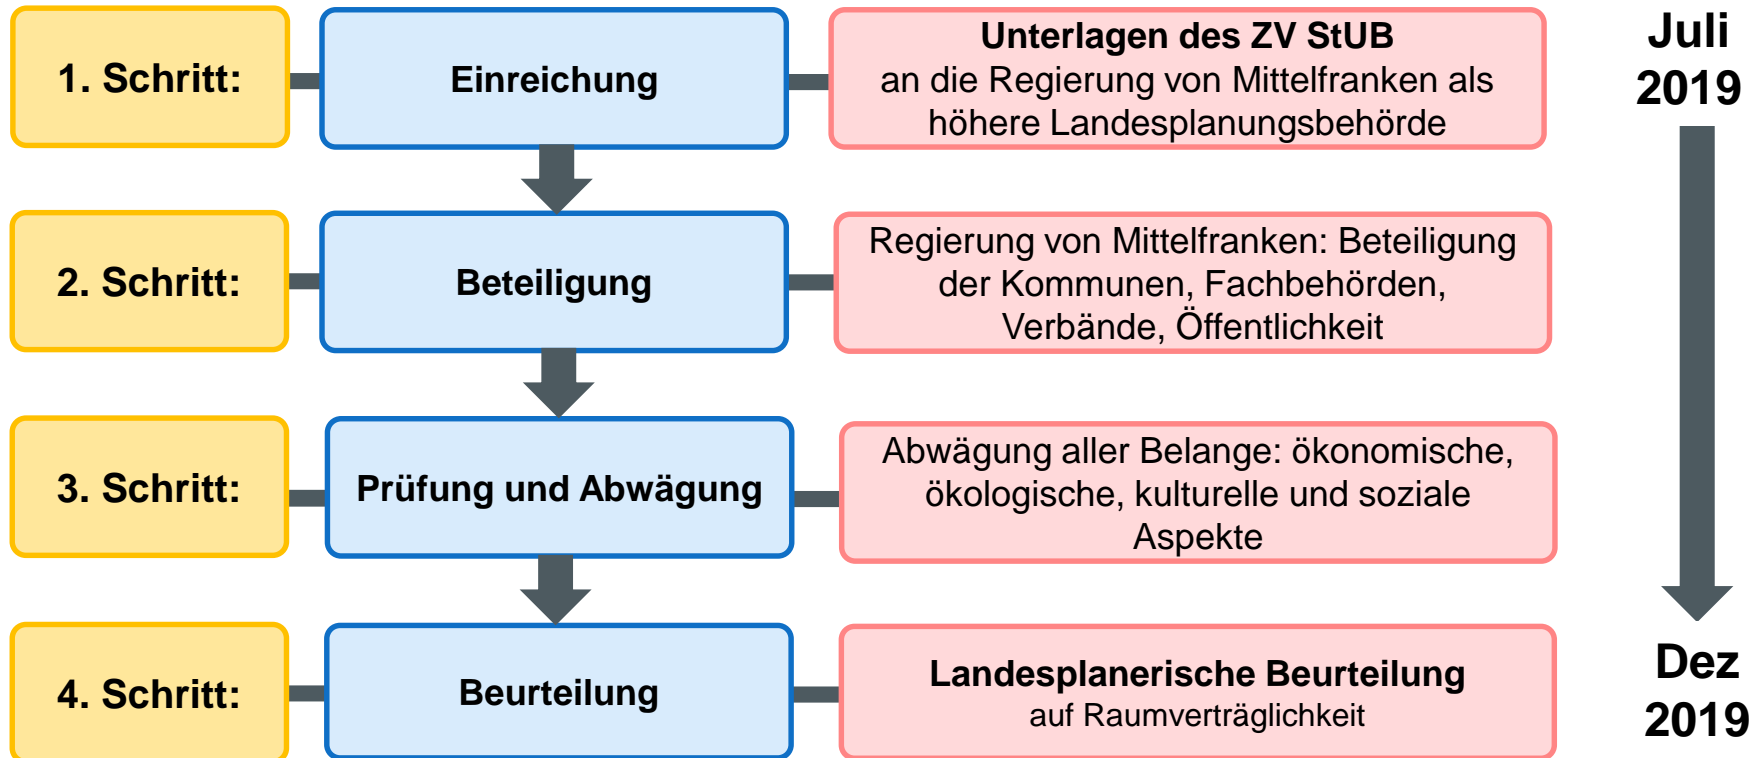 1. Schritt:
Einreichung
Unterlagen des ZV StUB
an die Regierung von Mittelfranken als
höhere Landesplanungsbehörde
Juli
2019
2. Schritt:
Beteiligung
Regierung von Mittelfranken: Beteiligung
der Kommunen, Fachbehörden,
Verbände, Öffentlichkeit
3. Schritt:
Prüfung und Abwägung
Abwägung aller Belange: ökonomische,
ökologische, kulturelle und soziale
Aspekte
4. Schritt:
Beurteilung
Landesplanerische Beurteilung
auf Raumverträglichkeit
Dez
2019